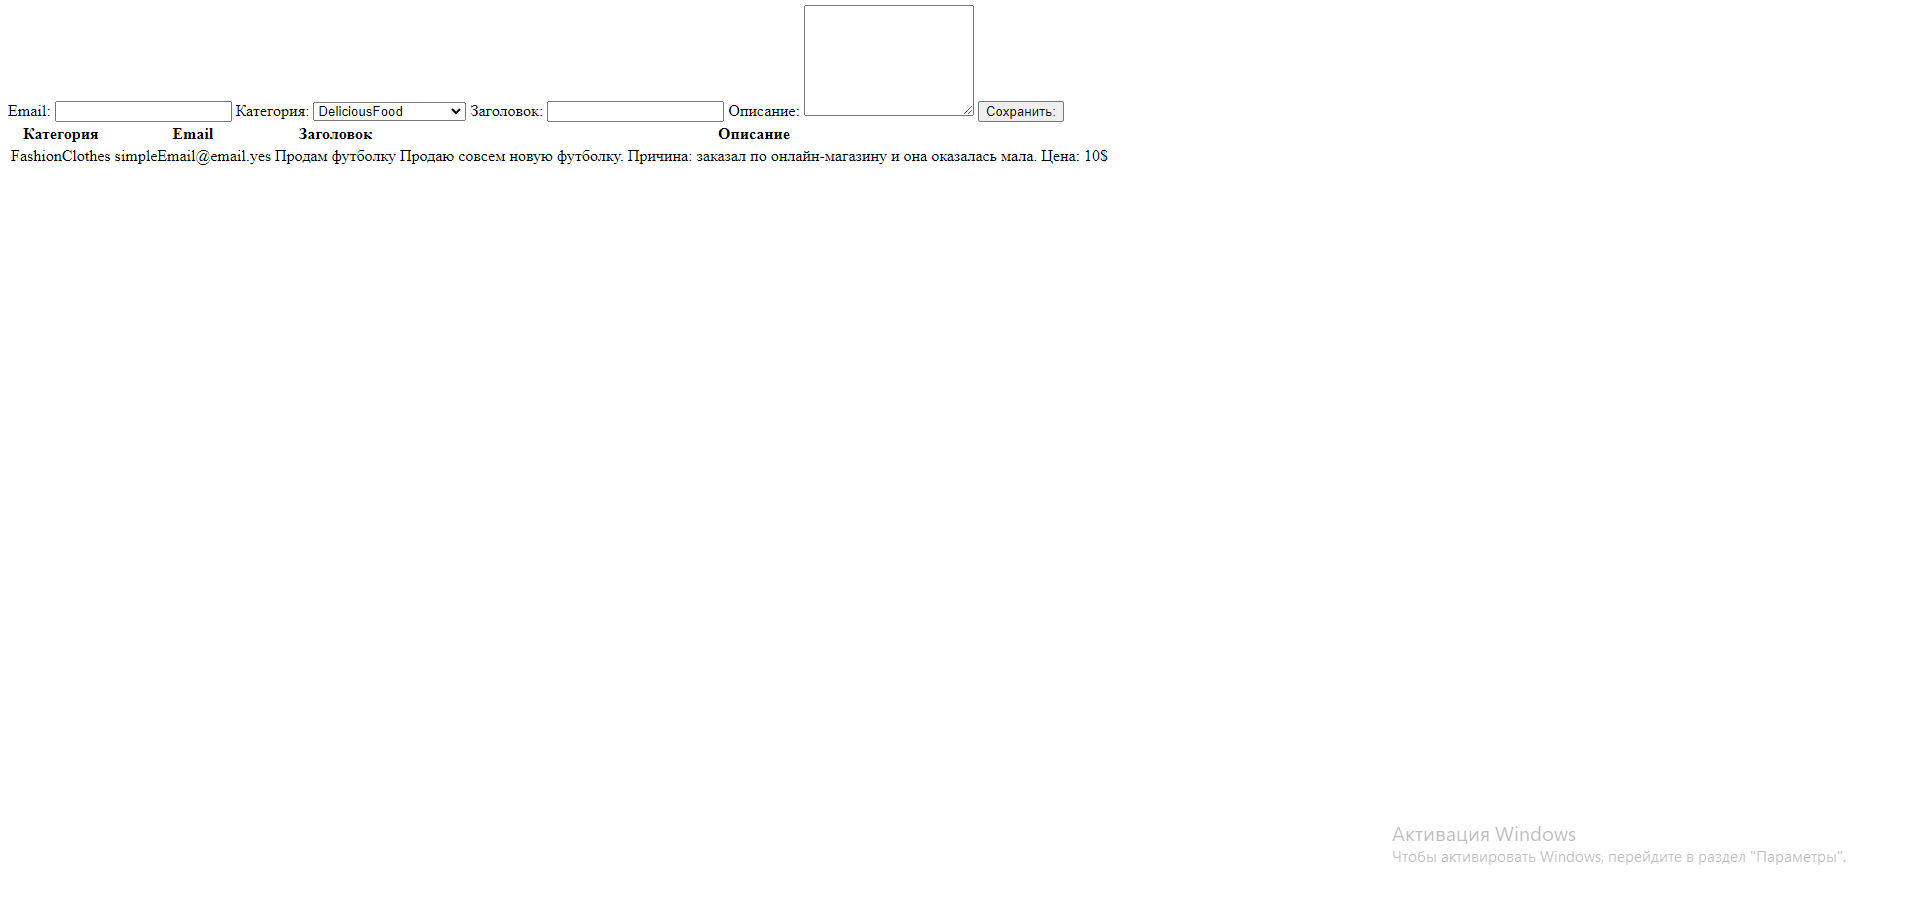 Email: Категория: DeliciousFood Заголовок: Описание: Сохранить:
Категория Email Заголовок Описание
FashionClothes simpleEmail@email.yes Продам футболку Продаю совсем новую футболку. Причина: заказал по онлайн-магазину и она оказалась мала. Цена: 10$
Активация Windows
Чтобы активировать Windows, перейдите в раздел "Параметры".